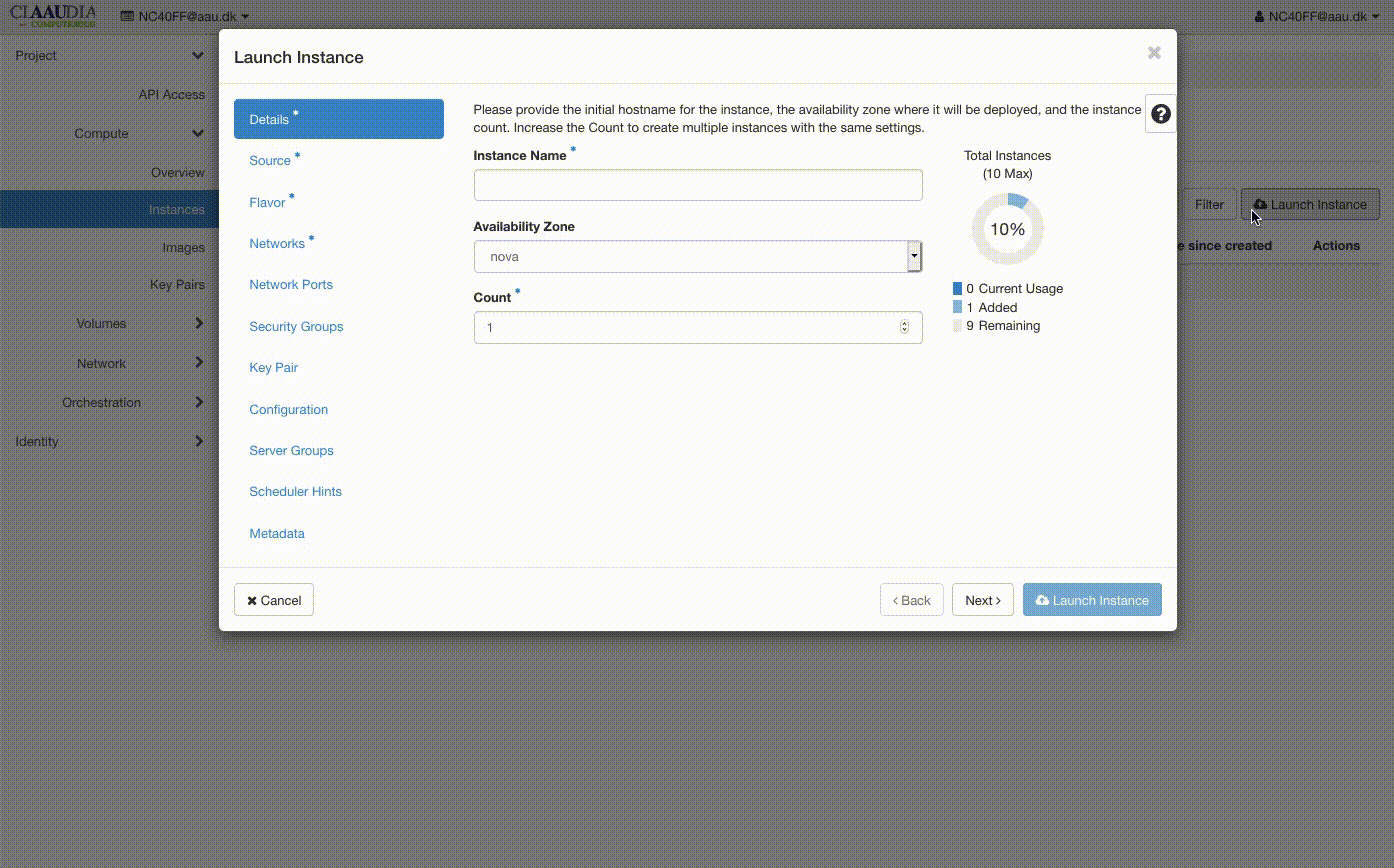 CLAAUDIA
NC40FF@aau.dk
NC40FF@aau.dk
Project
API Access
Compute
Overview
Instances
Images
Key Pairs
Volumes
Network
Orchestration
Identity
Filter
Launch Instance
e since created
Actions
Launch Instance
Details *
Source *
Flavor *
Networks *
Network Ports
Security Groups
Key Pair
Configuration
Server Groups
Scheduler Hints
Metadata
Please provide the initial hostname for the instance, the availability zone where it will be deployed, and the instance
count. Increase the Count to create multiple instances with the same settings.
Instance Name *
Availability Zone
nova
Count *
1
Total Instances
(10 Max)
10%
0 Current Usage
1 Added
9 Remaining
Cancel
< Back
Next >
Launch Instance